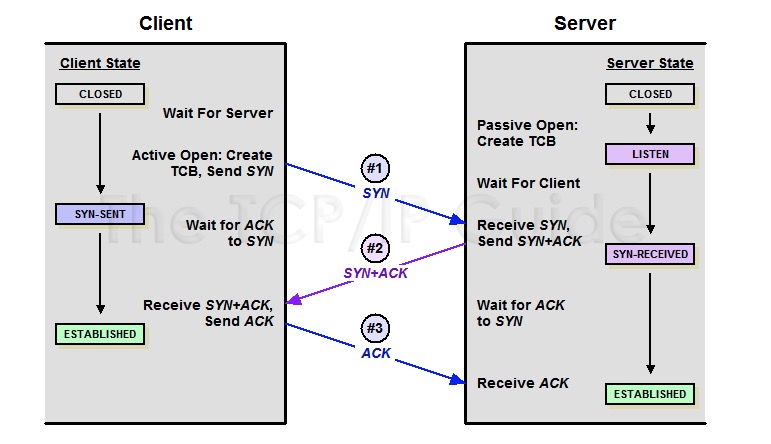 Client
Server
Client State
Server State
CLOSED
CLOSED
Wait For Server
Passive Open:
Create TCB
Active Open: Create
TCB, Send SYN
#1
SYN
LISTEN
Wait For Client
SYN-SENT
The TCP/IP Guide
Wait for ACK
to SYN
Receive SYN,
Send SYN+ACK
#2
SYN+ACK
SYN-RECEIVED
Receive SYN+ACK,
Send ACK
Wait for ACK
to SYN
#3
ACK
ESTABLISHED
Receive ACK
ESTABLISHED